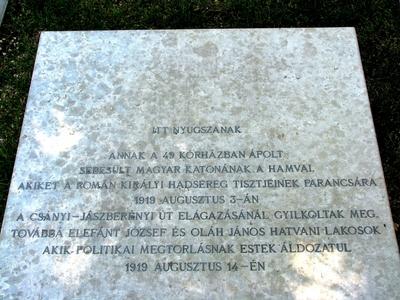 ITT NYUGSZANAK
ANNAK A 49 KÓRHÁZBAN ÁPOLT
SEBESÜLT MAGYAR KATONÁNAK A HAMVAI,
AKIKET A ROMÁN KIRÁLYI HADSEREG TISZTJEINEK PARANCSÁRA
1919 AUGUSZTUS 3-ÁN
A CSÁNYI-JÁSZBERÉNYI ÚT ELÁGAZÁSÁNÁL GYILKOLTAK MEG,
TOVÁBBÁ ELEFÁNT JÓZSEF ÉS OLÁH JÁNOS HATVANI LAKOSOK
AKIK POLITIKAI MEGTORLÁSNAK ESTEK ÁLDOZATUL
1919 AUGUSZTUS 14-ÉN